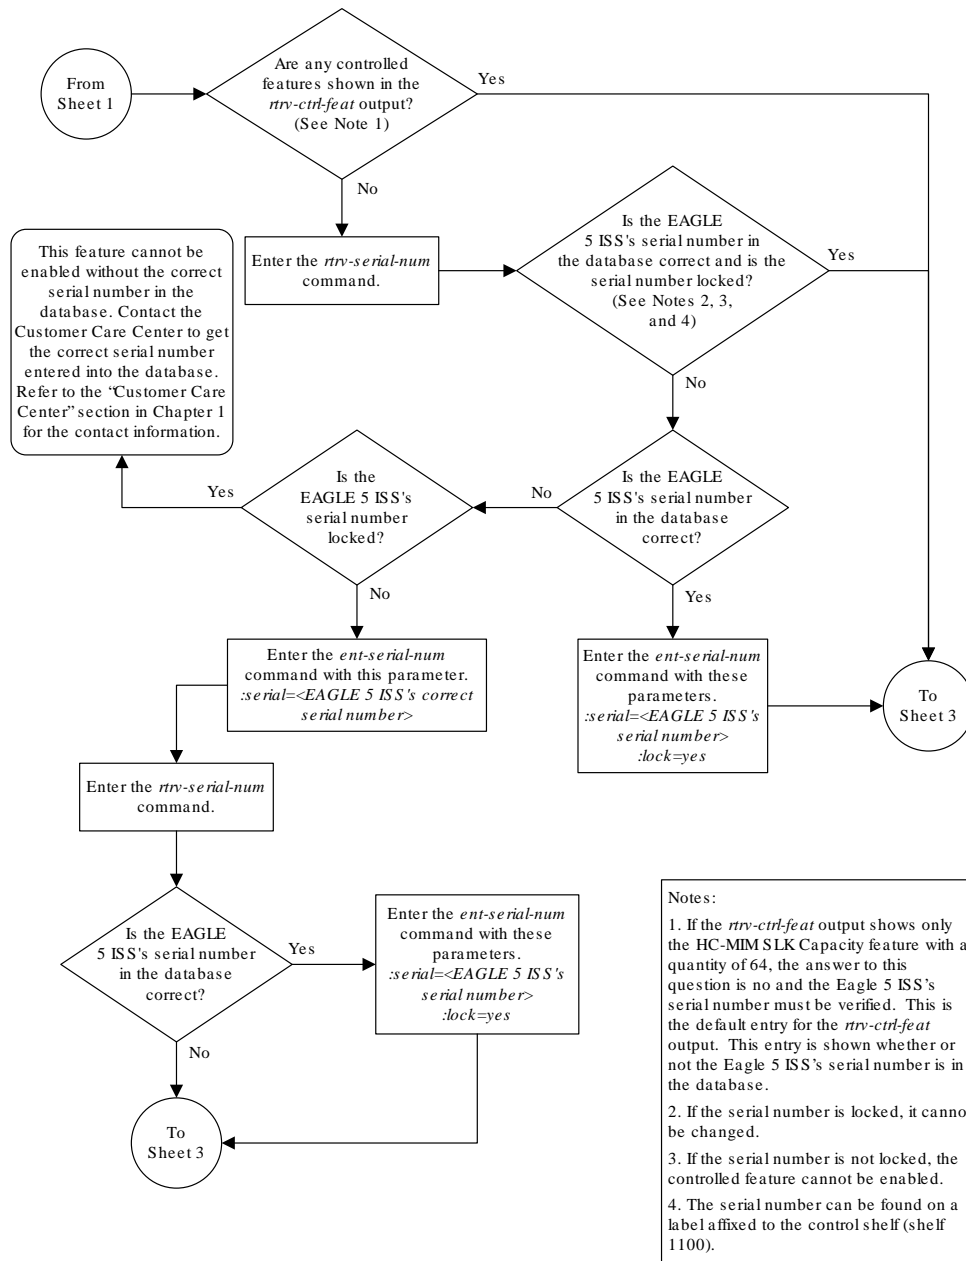 From
Sheet 1
Are any controlled
features shown in the
rtrv-ctrl-feat output?
(See Note 1)
Yes
No
Enter the rtrv-serial-num
command.
Is the EAGLE
5 ISS's serial number in
the database correct and is the
serial number locked?
(See Notes 2, 3,
and 4)
Yes
No
This feature cannot be
enabled without the correct
serial number in the
database. Contact the
Customer Care Center to get
the correct serial number
entered into the database.
Refer to the “Customer Care
Center” section in Chapter 1
for the contact information.
Is the EAGLE
5 ISS's serial number
in the database
correct?
No
Yes
Is the
EAGLE 5 ISS's
serial number
locked?
Yes
No
Enter the ent-serial-num
command with this parameter.
:serial=<EAGLE 5 ISS's correct
serial number>
Enter the ent-serial-num
command with these
parameters.
:serial=<EAGLE 5 ISS's
serial number>
:lock=yes
To
Sheet 3
Enter the rtrv-serial-num
command.
Is the EAGLE
5 ISS's serial number
in the database
correct?
Yes
No
Enter the ent-serial-num
command with these
parameters.
:serial=<EAGLE 5 ISS's
serial number>
:lock=yes
To
Sheet 3
Notes:
1. If the rtrv-ctrl-feat output shows only
the HC-MIM SLK Capacity feature with a
quantity of 64, the answer to this
question is no and the Eagle 5 ISS’s
serial number must be verified. This is
the default entry for the rtrv-ctrl-feat
output. This entry is shown whether or
not the Eagle 5 ISS’s serial number is in
the database.
2. If the serial number is locked, it canno
be changed.
3. If the serial number is not locked, the
controlled feature cannot be enabled.
4. The serial number can be found on a
label affixed to the control shelf (shelf
1100).